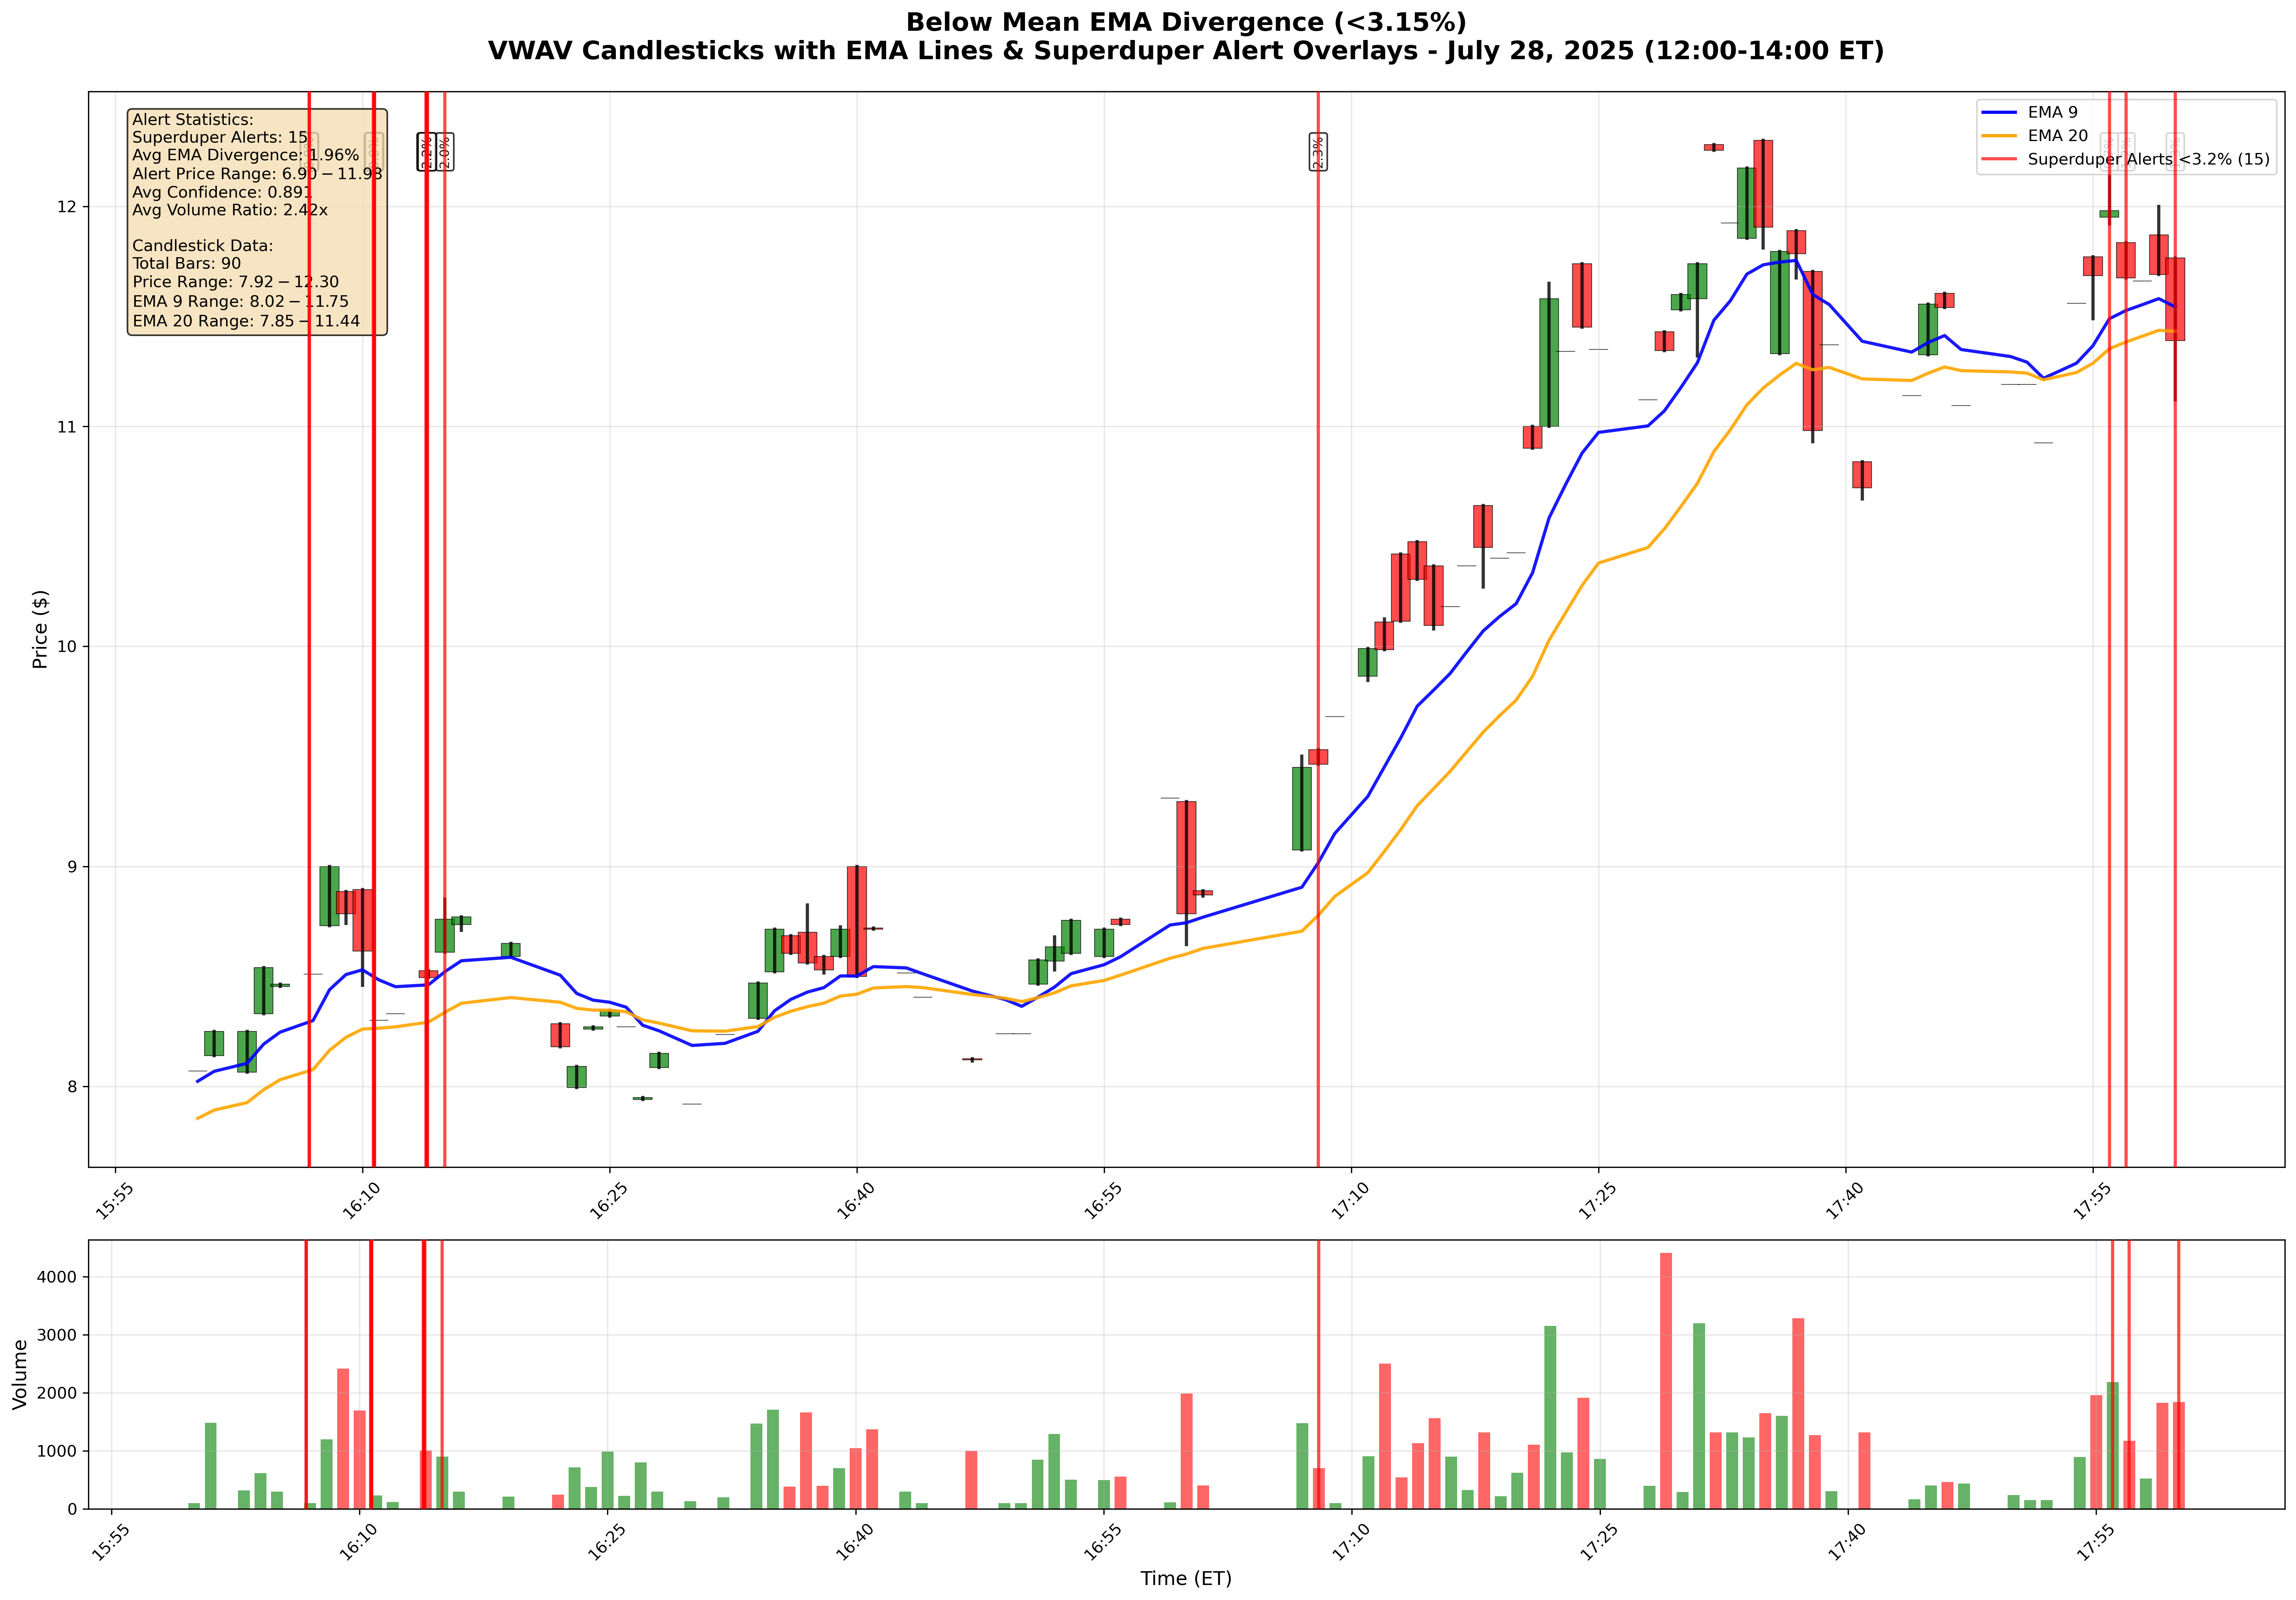 Below Mean EMA Divergence (<3.15%)
VWAV Candlesticks with EMA Lines & Superduper Alert Overlays - July 28, 2025 (12:00-14:00 ET)
Alert Statistics:
Superduper Alerts: 15
Avg EMA Divergence: 1.96%
Alert Price Range: 6.90 − 11.98
Avg Confidence: 0.891
Avg Volume Ratio: 2.42x
Candlestick Data:
Total Bars: 90
Price Range: 7.92 − 12.30
EMA 9 Range: 8.02 − 11.75
EMA 20 Range: 7.85 − 11.44
2.2%
2.0%
2.3%
EMA 9
EMA 20
Superduper Alerts <3.2% (15)
Price ($)
12
11
10
9
8
15:55
16:10
16:25
16:40
16:55
17:10
17:25
17:40
17:55
Volume
4000
3000
2000
1000
0
15:55
16:10
16:25
16:40
16:55
17:10
17:25
17:40
17:55
Time (ET)